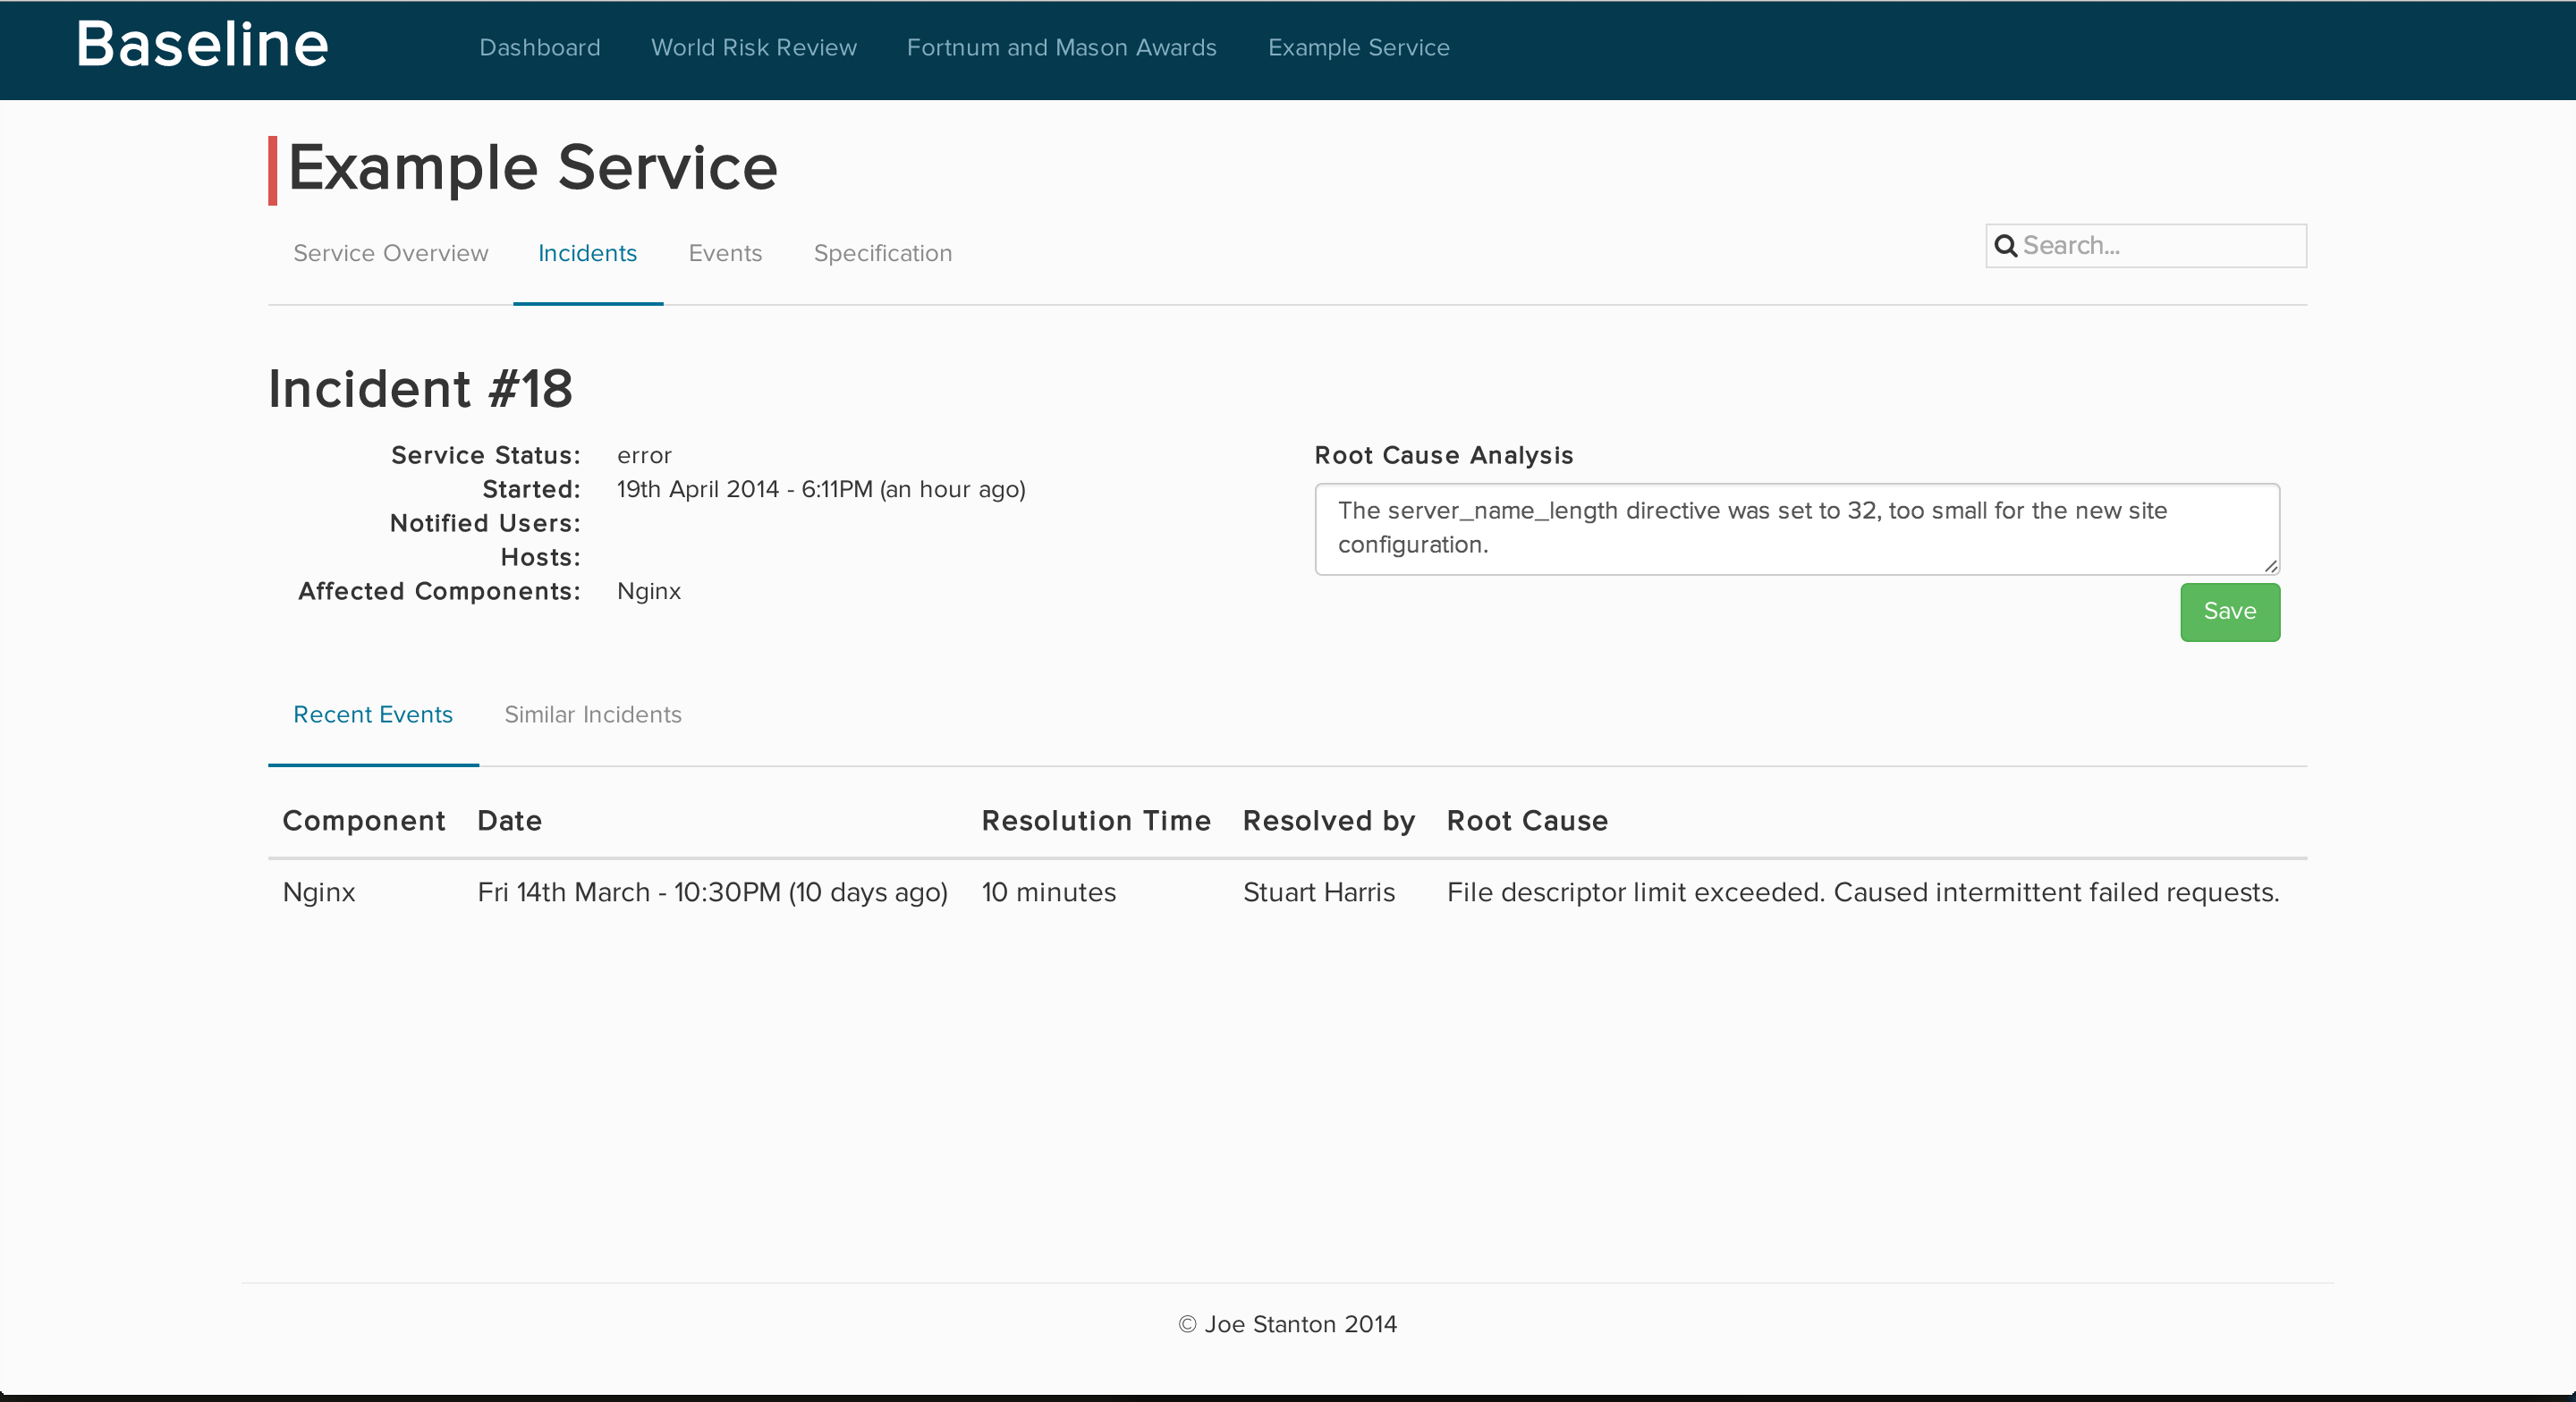 Baseline
Dashboard World Risk Review Fortnum and Mason Awards Example Service
Example Service
Service Overview Incidents Events Specification
Search...
Incident #18
Service Status: error
Started: 19th April 2014 - 6:11PM (an hour ago)
Notified Users:
Hosts:
Affected Components: Nginx
Root Cause Analysis
The server_name_length directive was set to 32, too small for the new site
configuration.
Save
Recent Events Similar Incidents
Component Date Resolution Time Resolved by Root Cause
Nginx Fri 14th March - 10:30PM (10 days ago) 10 minutes Stuart Harris File descriptor limit exceeded. Caused intermittent failed requests.
© Joe Stanton 2014